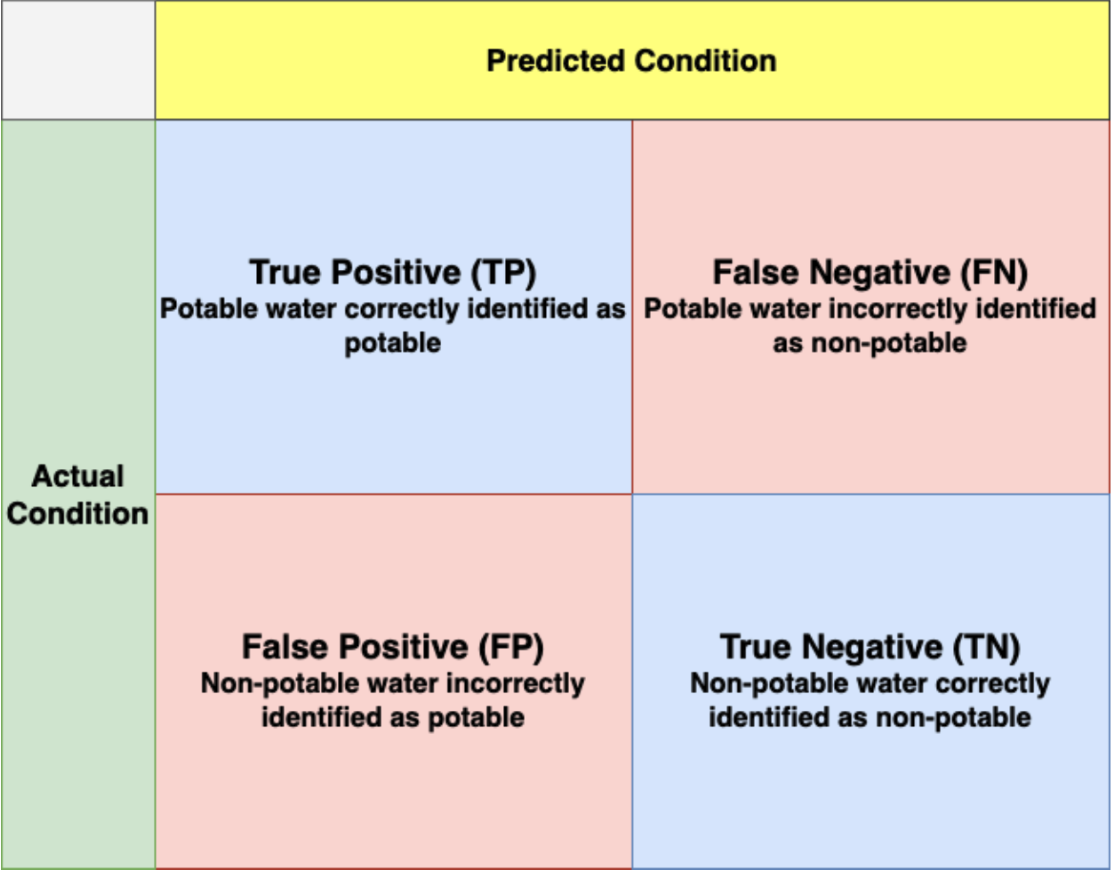 Predicted Condition
True Positive (TP)
Potable water correctly identified as
potable
False Negative (FN)
Potable water incorrectly identified
as non-potable
Actual
Condition
False Positive (FP)
Non-potable water incorrectly
identified as potable
True Negative (TN)
Non-potable water correctly
identified as non-potable